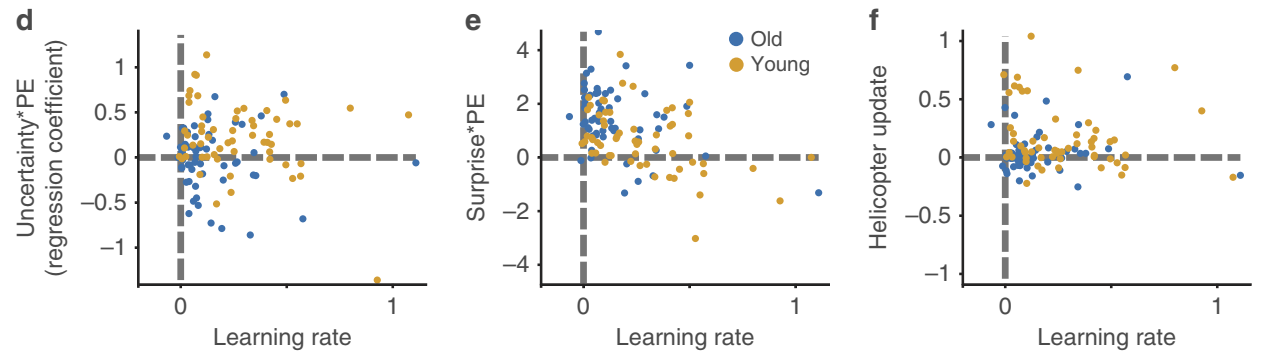 d
Uncertainty*PE
(regression coefficient)
1
0.5
0
−0.5
−1
0
1
Learning rate
e
Surprise*PE
4
2
0
−2
−4
0
1
Learning rate
Old
Young
f
Helicopter update
1
0.5
0
−0.5
−1
0
1
Learning rate